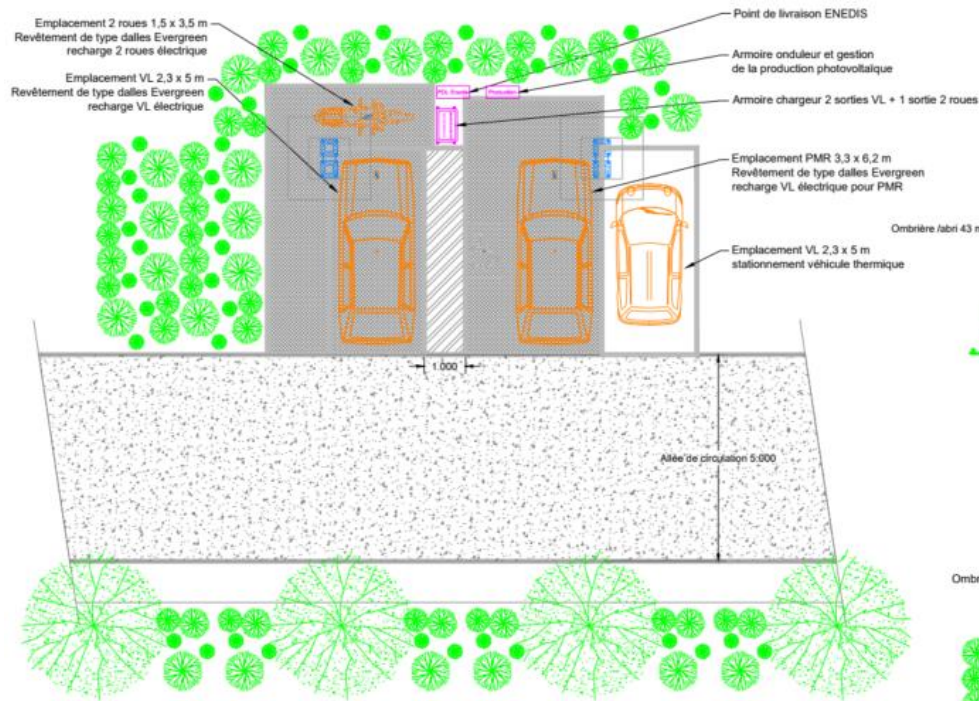 Emplacement 2 roues 1,5 x 3,5 m
Revêtement de type dalles Evergreen
recharge 2 roues électrique
Emplacement VL 2,3 x 5 m
Revêtement de type dalles Evergreen
recharge VL électrique
Point de livraison ENEDIS
Armoire onduleur et gestion
de la production photovoltaïque
PDL Enedis
Production
Armoire chargeur 2 sorties VL + 1 sortie 2 roues
Emplacement PMR 3,3 x 6,2 m
Revêtement de type dalles Evergreen
recharge VL électrique pour PMR
Ombrière /abri 43 m
Emplacement VL 2,3 x 5 m
stationnement véhicule thermique
1.000
Allée de circulation 5.000
Ombri